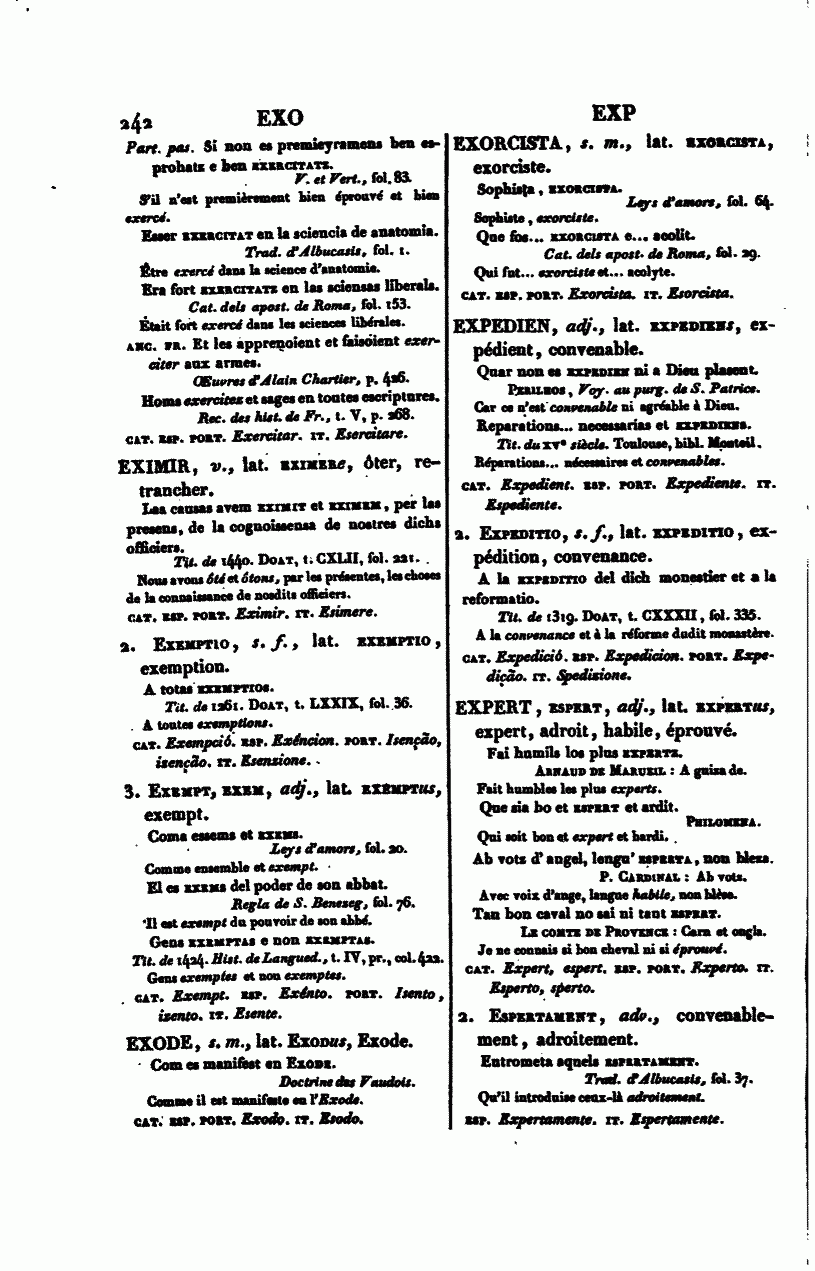 242 EXO
Part. pas. Si non es premieyramens ben es-
prohatz e ben EXERCITATZ.
V. et Vert., fol. 83.
S'il n'est premièrement bien éprouvé et bien
exercé.
Esser EXERCITAT en la sciencia de anatomia.
Trad. d'Albucasis, fol. 1.
Être exercé dans la science d'anatomie.
Era fort EXERCITATZ en las sciensas liberals.
Cat. dels apost. de Roma, fol. 153.
Était fort exercé dans les sciences libérales.
ANC. FR. Et les apprenoient et faisoient exer-
citer aux armes.
Œuvres d'Alain Chartier, p. 426.
Homs exercitez et sages en toutes escriptures.
Rec. des hist. de Fr., t. V, p. 268.
CAT. ESP. PORT. Exercitar. IT. Esercitare.
EXIMIR, v., lat. EXIMERE, ôter, re-
trancher.
Las causas avem EXIMIT et EXIMEM, per las
presens, de la cognoissensa de nostres dichs
officiers.
Tit. de 1440. DOAT, t. CXLII, fol. 221.
Nous avons ôté et ôtons, par les présentes, les choses
de la connaissance de nosdits officiers.
CAT. ESP. PORT. Eximir. IT. Esimere.
2. EXEMPTIO, s. f., lat. EXEMPTIO,
exemption.
A totas EXEMPTIOS.
Tit. de 1261. DOAT, t. LXXIX, fol. 36.
A toutes exemptions.
CAT. Exempció. ESP. Exêncion. PORT. Isenção,
izenção. IT. Esenzione.
3. EXEMPT, EXEM, adj., lat. EXEMPTUS,
exempt.
Coma essems et EXEMS.
Leys d'amors, fol. 20.
Comme ensemble et exempt.
El es EXEMS del poder de son abbat.
Regla de S. Benezeg, fol. 76.
Il est exempt du pouvoir de son abbé.
Gens EXEMPTAS e non EXEMPTAS.
Tit. de 1424. Hist. de Langued., t. IV, pr., col. 422.
Gens exemptes et non exemptes.
CAT. Exempt. ESP. Exénto. PORT. Isento,
izento. IT. Esente.
EXODE, s. m., lat. EXODUS, Exode.
Com es manifest en EXODE.
Doctrine des Vaudois.
Comme il est manifeste en l'Exode.
CAT. ESP. PORT. Exodo. IT. Esodo.
EXP
EXORCISTA, s. m., lat. EXORCISTA,
exorciste.
Sophista, EXORCISTA.
Leys d'amors, fol. 64.
Sophiste, exorciste.
Que fos... EXORCISTA e... acolit.
Cat. dels apost. de Roma, fol. 29.
Qui fut... exorciste et... acolyte.
CAT. ESP. PORT. Exorcista. IT. Esorcista.
EXPEDIEN, adj., lat. EXPEDIENS, ex-
pédient, convenable.
Quar non es EXPEDIEN ni a Dieu plasent.
PERILHOS, Voy. au purg. de S. Patrice.
Car ce n'est convenable ni agréable à Dieu.
Reparations... necessarias et EXPEDIENS.
Tit. du XVe siècle. Toulouse, bibl. Monteil.
Réparations... nécessaires et convenables.
CAT. Expedient. ESP. PORT. Expediente. IT.
Espediente.
2. EXPEDITIO, s. f., lat. EXPEDITIO, ex-
pédition, convenance.
A la EXPEDITIO del dich monestier et a la
reformatio.
Tit. de 1319. DOAT, t. CXXXII, fol. 335.
A la convenance et à la réforme dudit monastère.
CAT. Expedició. ESP. Expedicion. PORT. Expe-
dição. IT. Spedizione.
EXPERT, ESPERT, adj., lat. EXPERTUS,
expert, adroit, habile, éprouvé.
Fai humils los plus EXPERTZ.
ARNAUD DE MARUEIL : A guiza de.
Fait humbles les plus experts.
Que sia bo et ESPERT et ardit.
PHILOMENA.
Qui soit bon et expert et hardi.
Ab votz d'angel, lengu' ESPERTA, non bleza.
P. CARDINAL : Ab vota.
Avec voix d'ange, langue habile, non blèse.
Tan bon caval no sai ni tant ESPERT.
LE COMTE DE PROVENCE : Carn et ongla.
Je ne connais si bon cheval ni si éprouvé.
CAT. Expert, espert. ESP. PORT. Experto. IT.
Esperto, sperto.
2. ESPERTAMENT, adv., convenable-
ment, adroitement.
Entrometa aquels ESPERTAMENT.
Trad. d'Albucasis, fol. 37.
Qu'il introduise ceux-là adroitement.
ESP. Expertamente. IT. Espertamente.